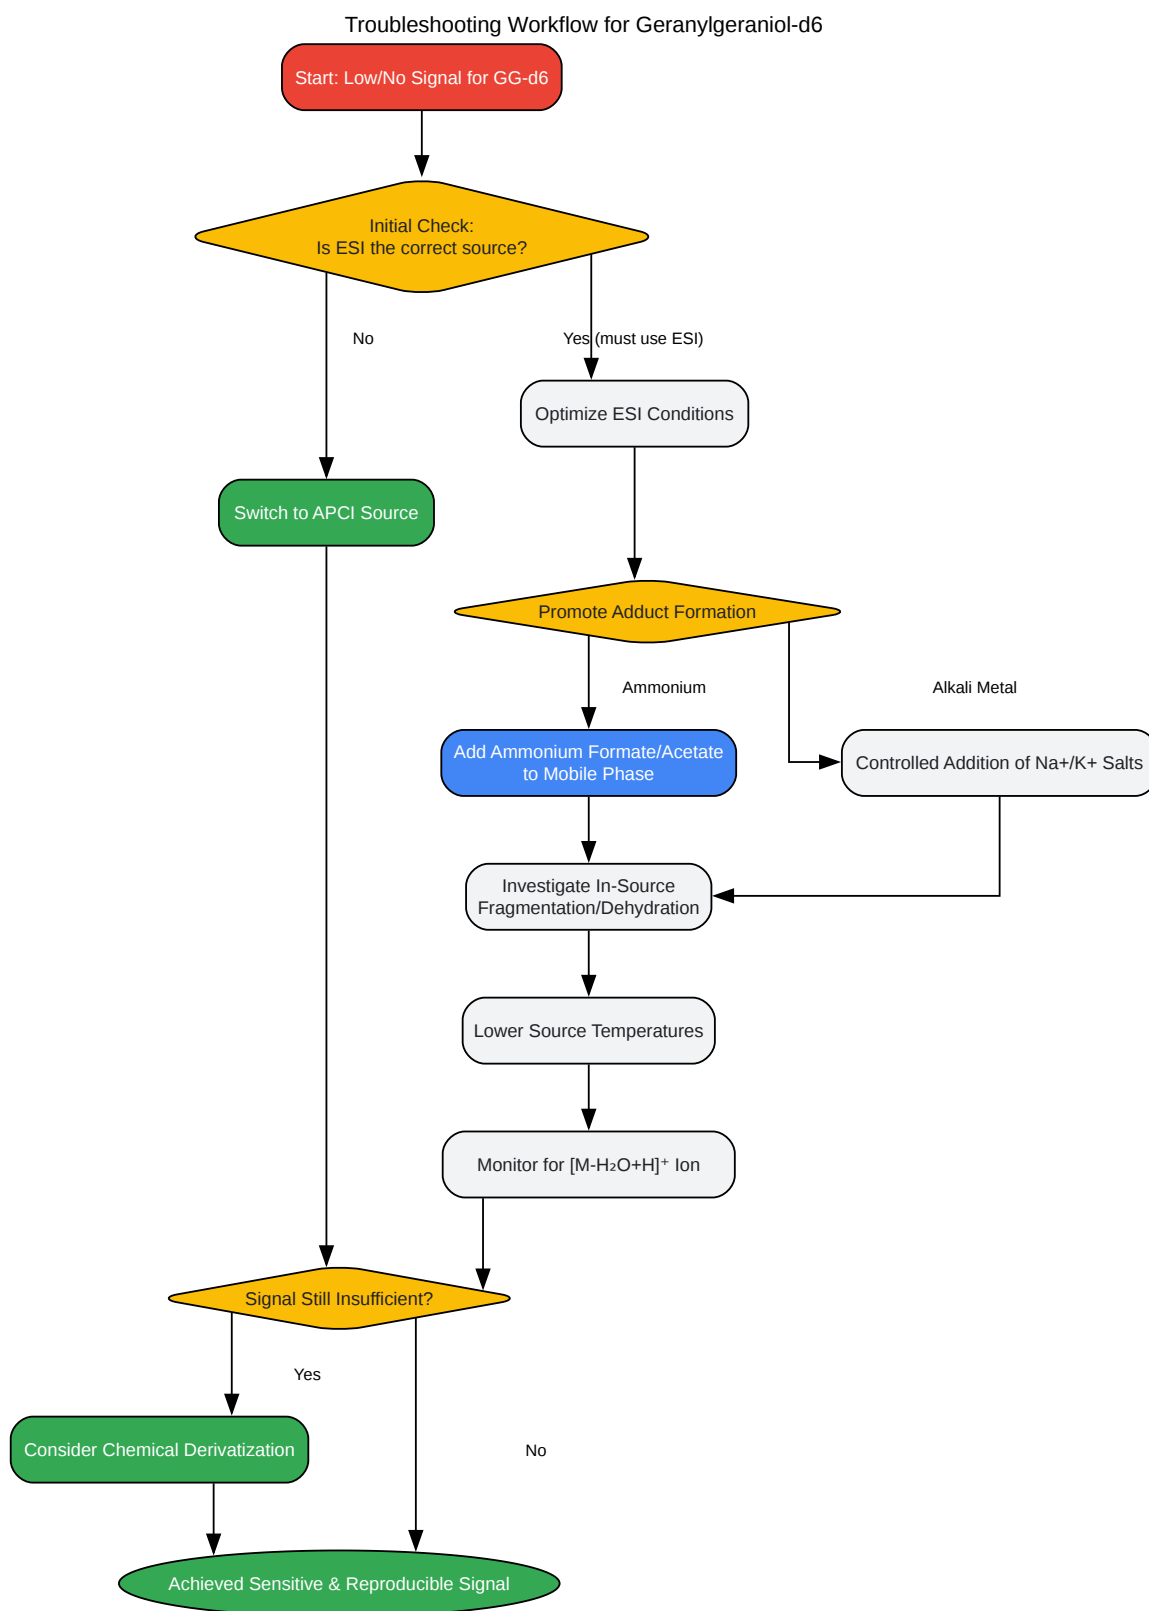 Troubleshooting Workflow for Geranylgeraniol-d6
Start: Low/No Signal for GG-d6
Initial Check:
Is ESI the correct source?
No
Yes (must use ESI)
Optimize ESI Conditions
Switch to APCI Source
Promote Adduct Formation
Ammonium
Alkali Metal
Add Ammonium Formate/Acetate
to Mobile Phase
Controlled Addition of Na+/K+ Salts
Investigate In-Source
Fragmentation/Dehydration
Lower Source Temperatures
Monitor for [M-H₂O+H]⁺ Ion
Signal Still Insufficient?
Yes
Consider Chemical Derivatization
No
Achieved Sensitive & Reproducible Signal